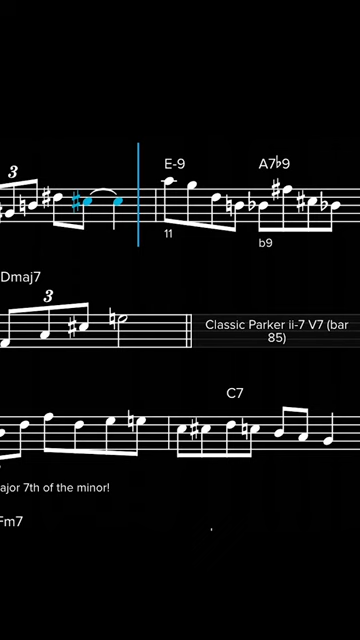 3
E-9 A7♭9
11
b9
Dmaj7
3
Classic Parker ii-7 V7 (bar
85)
C7
ajor 7th of the minor!
Fm7